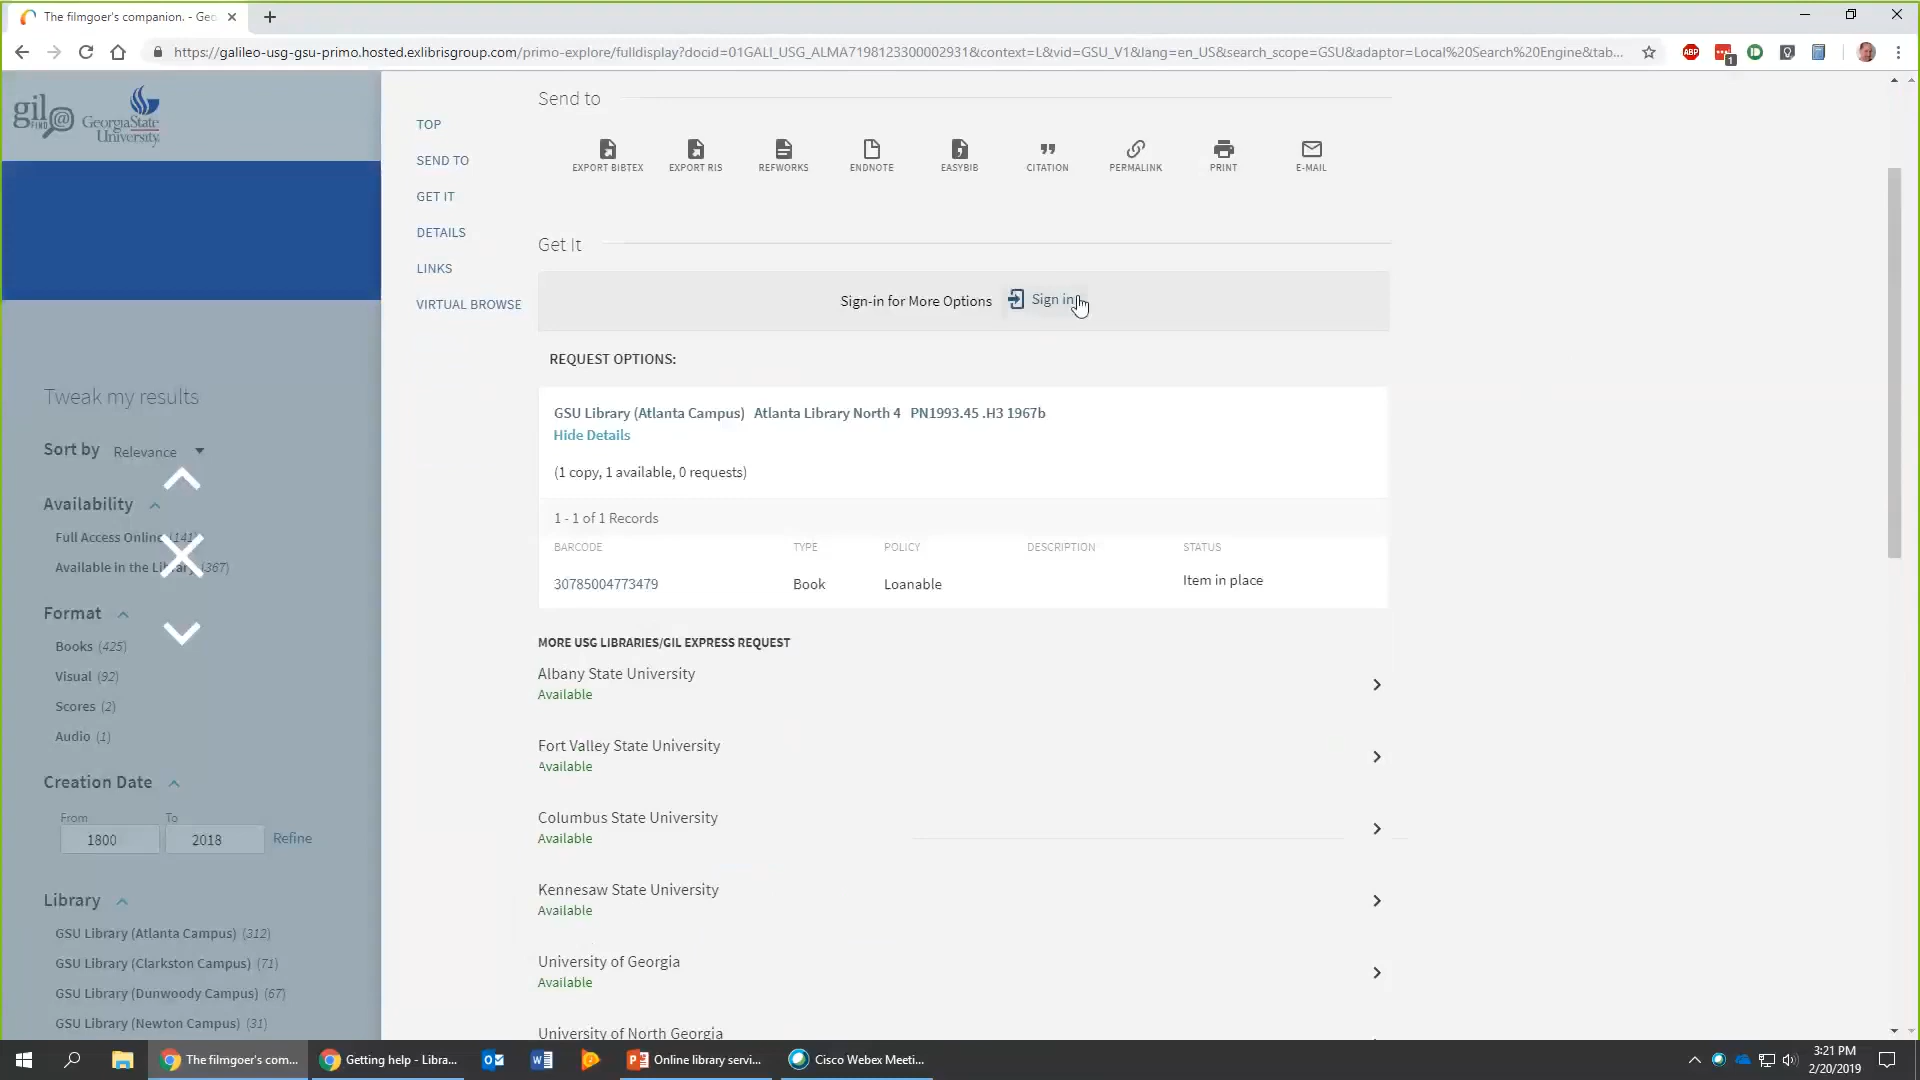 The filmgoer's companion. - Geo
https://galileo-usg-gsu-primo.hosted.exlibrisgroup.com/primo-explore/fulldisplay?docid=01GALI_USG_ALMA7198123300002931&context=L&vid=GSU_V1&lang=en_US&search_scope=GSU&adaptor=Local%20Search%20Engine&tab...
ABP
1
gil@
FIND
GeorgiaState
University
TOP
SEND TO
GET IT
DETAILS
LINKS
VIRTUAL BROWSE
Send to
EXPORT BIBTEX
EXPORT RIS
REFWORKS
ENDNOTE
EASYBIB
CITATION
PERMALINK
PRINT
E-MAIL
Get It
Sign-in for More Options
Sign in
REQUEST OPTIONS:
GSU Library (Atlanta Campus) Atlanta Library North 4 PN1993.45 .H3 1967b
Hide Details
(1 copy, 1 available, 0 requests)
1 - 1 of 1 Records
BARCODE TYPE POLICY DESCRIPTION STATUS
30785004773479 Book Loanable Item in place
MORE USG LIBRARIES/GIL EXPRESS REQUEST
Albany State University
Available
Fort Valley State University
Available
Columbus State University
Available
Kennesaw State University
Available
University of Georgia
Available
University of North Georgia
Tweak my results
Sort by Relevance
Availability
Full Access Online (141)
Available in the Library (367)
Format
Books (425)
Visual (92)
Scores (2)
Audio (1)
Creation Date
From To
1800 2018 Refine
Library
GSU Library (Atlanta Campus) (312)
GSU Library (Clarkston Campus) (71)
GSU Library (Dunwoody Campus) (67)
GSU Library (Newton Campus) (31)
The filmgoer's com...
Getting help - Libra...
Online library servi...
Cisco Webex Meeti...
3:21 PM
2/20/2019